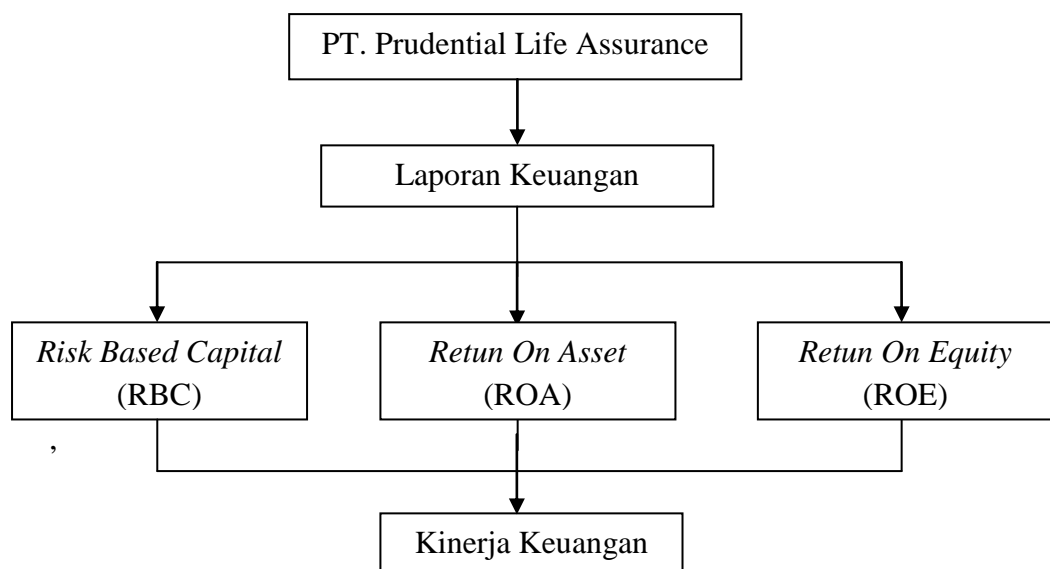 PT. Prudential Life Assurance
Laporan Keuangan
Risk Based Capital
(RBC)
Retun On Asset
(ROA)
Retun On Equity
(ROE)
,
Kinerja Keuangan